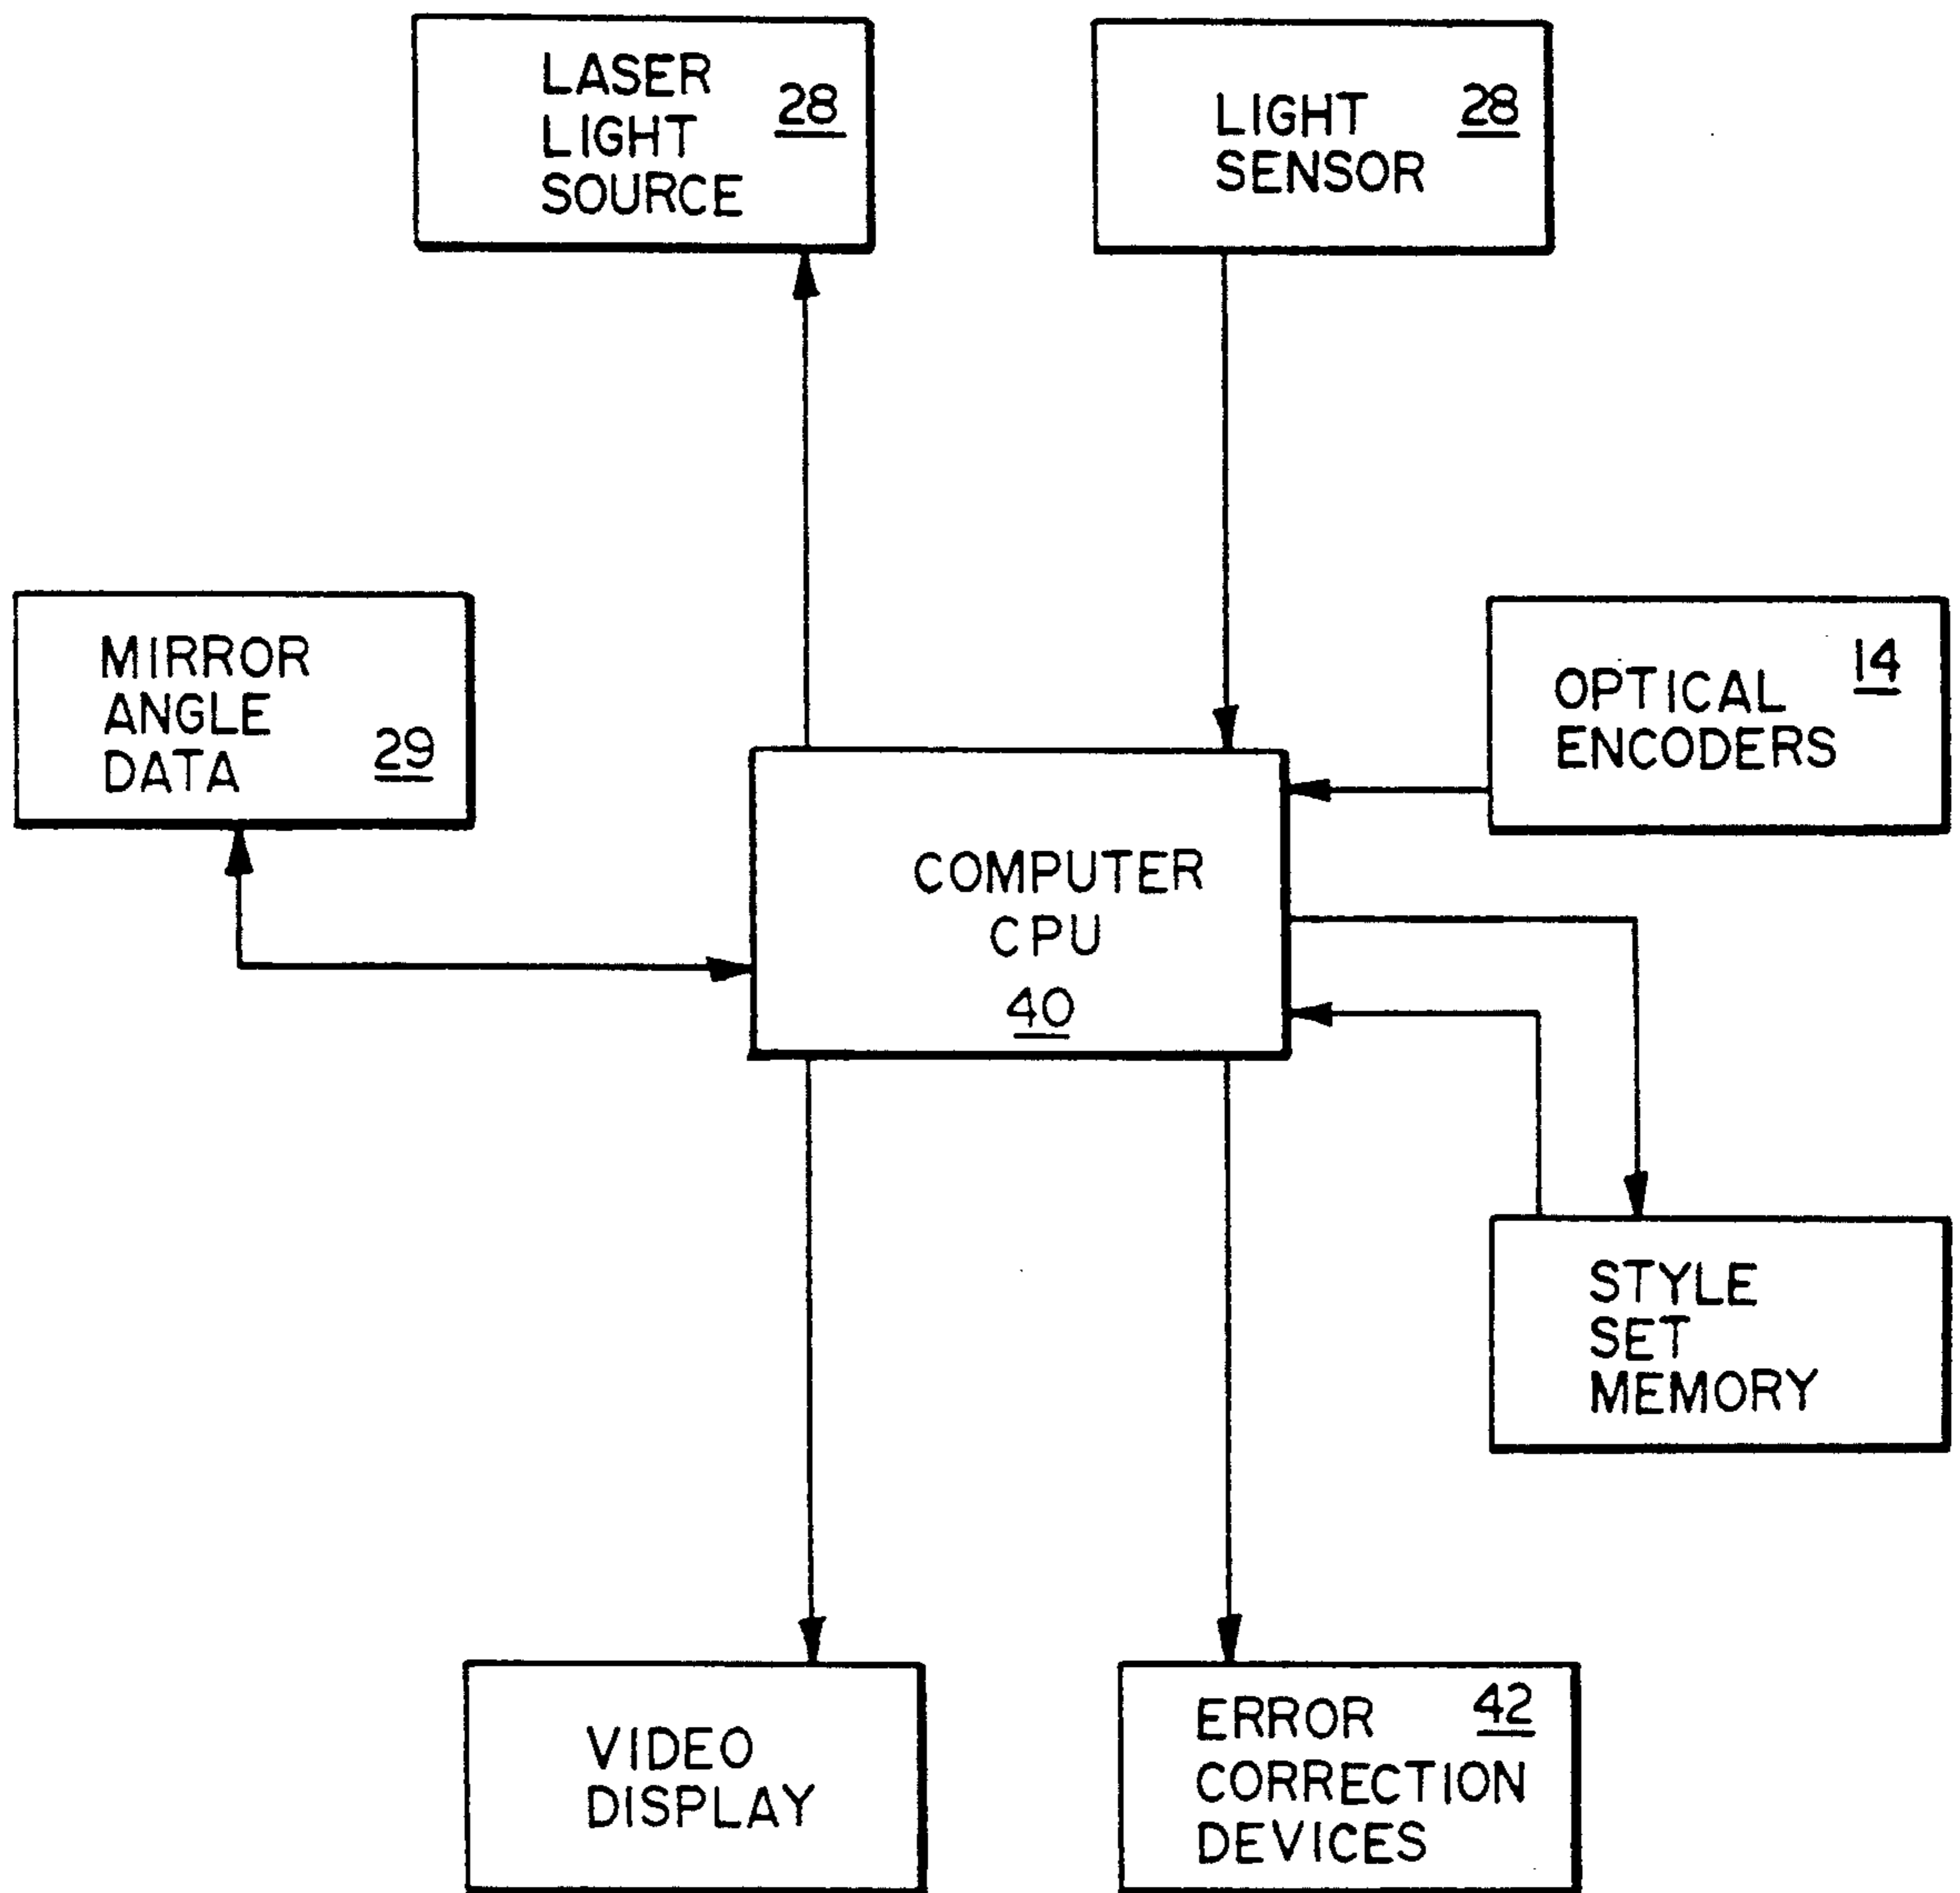 LASER
LIGHT
SOURCE
28
LIGHT
SENSOR
28
MIRROR
ANGLE
DATA
29
OPTICAL
ENCODERS
14
COMPUTER
CPU
40
STYLE
SET
MEMORY
VIDEO
DISPLAY
ERROR
CORRECTION
DEVICES
42